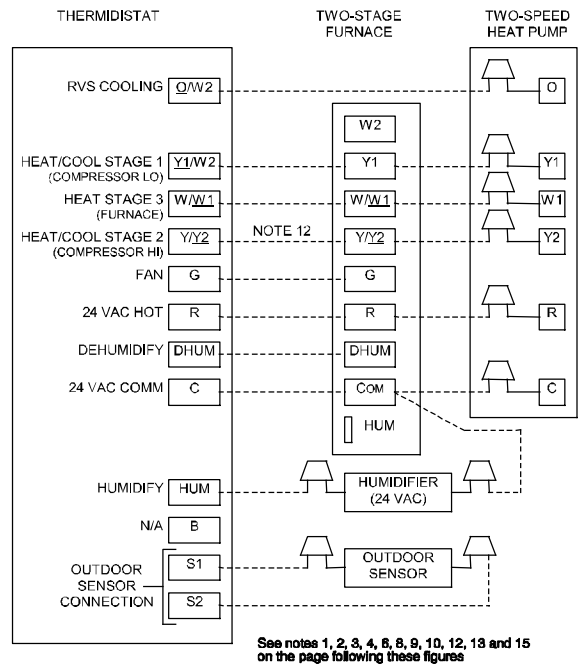 THERMIDISTAT
TWO-STAGE
FURNACE
TWO-SPEED
HEAT PUMP
RVS COOLING O/W2 O
W2
HEAT/COOL STAGE 1 Y1/W2 Y1 Y1
(COMPRESSOR LO)
HEAT STAGE 3 W/W1 W/W1 W1
(FURNACE)
HEAT/COOL STAGE 2 Y/Y2 NOTE 12 Y/Y2 Y2
(COMPRESSOR HI)
FAN G G
24 VAC HOT R R R
DEHUMIDIFY DHUM DHUM
24 VAC COMM C COM C
HUM
HUMIDIFY HUM HUMIDIFIER
(24 VAC)
N/A B
S1 OUTDOOR
SENSOR
OUTDOOR
SENSOR
CONNECTION
S2
See notes 1, 2, 3, 4, 6, 8, 9, 10, 12, 13 and 15
on the page following these figures